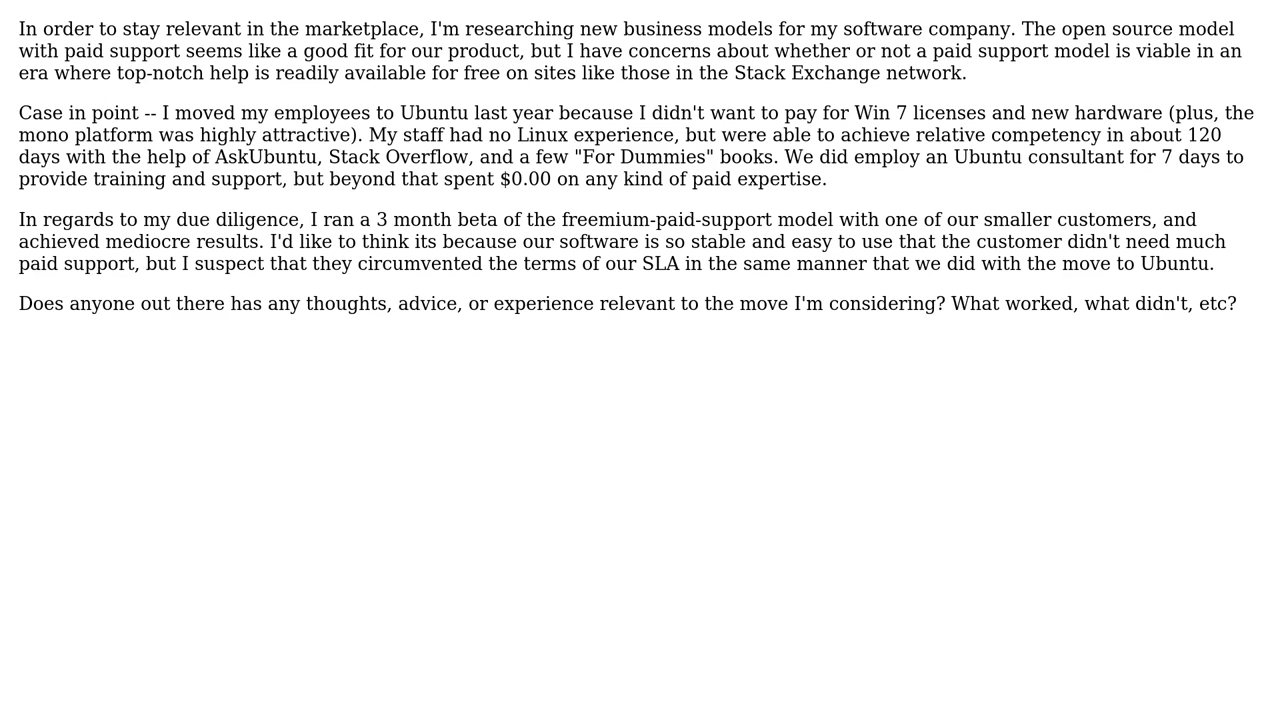 In order to stay relevant in the marketplace, I'm researching new business models for my software company. The open source model
with paid support seems like a good fit for our product, but I have concerns about whether or not a paid support model is viable in an
era where top-notch help is readily available for free on sites like those in the Stack Exchange network.
Case in point -- I moved my employees to Ubuntu last year because I didn't want to pay for Win 7 licenses and new hardware (plus, the
mono platform was highly attractive). My staff had no Linux experience, but were able to achieve relative competency in about 120
days with the help of AskUbuntu, Stack Overflow, and a few "For Dummies" books. We did employ an Ubuntu consultant for 7 days to
provide training and support, but beyond that spent $0.00 on any kind of paid expertise.
In regards to my due diligence, I ran a 3 month beta of the freemium-paid-support model with one of our smaller customers, and
achieved mediocre results. I'd like to think its because our software is so stable and easy to use that the customer didn't need much
paid support, but I suspect that they circumvented the terms of our SLA in the same manner that we did with the move to Ubuntu.
Does anyone out there has any thoughts, advice, or experience relevant to the move I'm considering? What worked, what didn't, etc?